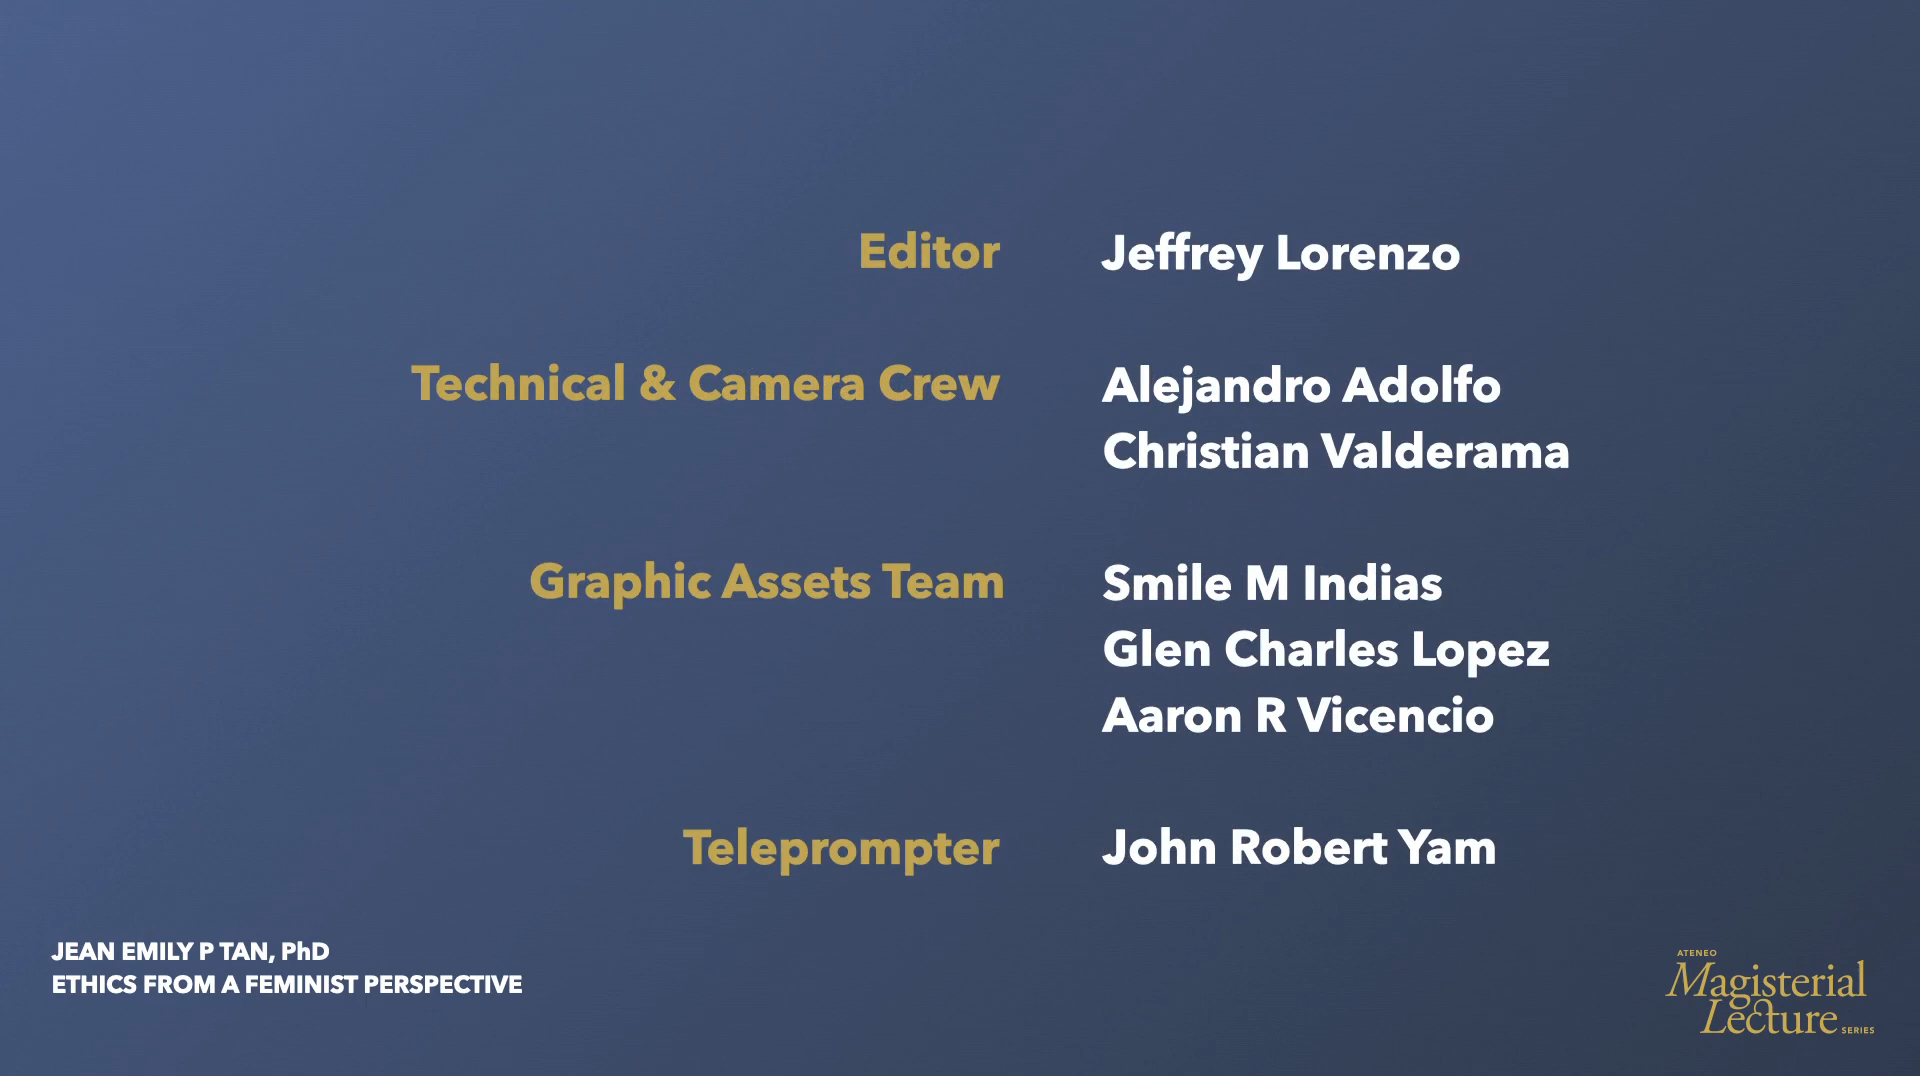 Editor Jeffrey Lorenzo
Technical & Camera Crew Alejandro Adolfo
Christian Valderama
Graphic Assets Team Smile M Indias
Glen Charles Lopez
Aaron R Vicencio
Teleprompter John Robert Yam
JEAN EMILY P TAN, PhD
ETHICS FROM A FEMINIST PERSPECTIVE
ATENEO
Magisterial
Lecture SERIES